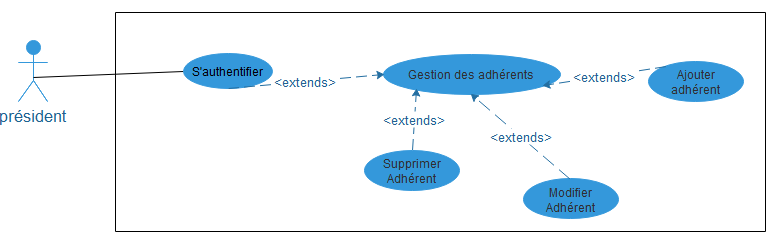 S'authentifier
<extends>
Gestion des adhérents
<extends>
Ajouter
adhérent
président
<extends>
<extends>
Supprimer
Adhérent
Modifier
Adhérent